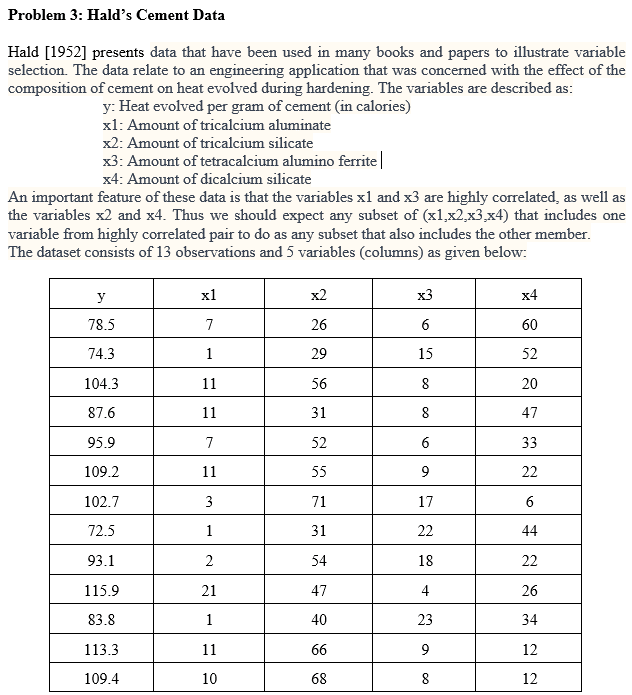 Problem 3: Hald's Cement Data
Hald [1952] presents data that have been used in many books and papers to illustrate variable
selection. The data relate to an engineering application that was concerned with the effect of the
composition of cement on heat evolved during hardening. The variables are described as:
y: Heat evolved per gram of cement (in calories)
x1: Amount of tricalcium aluminate
x2: Amount of tricalcium silicate
x3: Amount of tetracalcium alumino ferrite
x4: Amount of dicalcium silicate
An important feature of these data is that the variables x1 and x3 are highly correlated, as well as
the variables x2 and x4. Thus we should expect any subset of (x1,x2,x3,x4) that includes one
variable from highly correlated pair to do as any subset that also includes the other member.
The dataset consists of 13 observations and 5 variables (columns) as given below:
y x1 x2 x3 x4
78.5 7 26 6 60
74.3 1 29 15 52
104.3 11 56 8 20
87.6 11 31 8 47
95.9 7 52 6 33
109.2 11 55 9 22
102.7 3 71 17 6
72.5 1 31 22 44
93.1 2 54 18 22
115.9 21 47 4 26
83.8 1 40 23 34
113.3 11 66 9 12
109.4 10 68 8 12